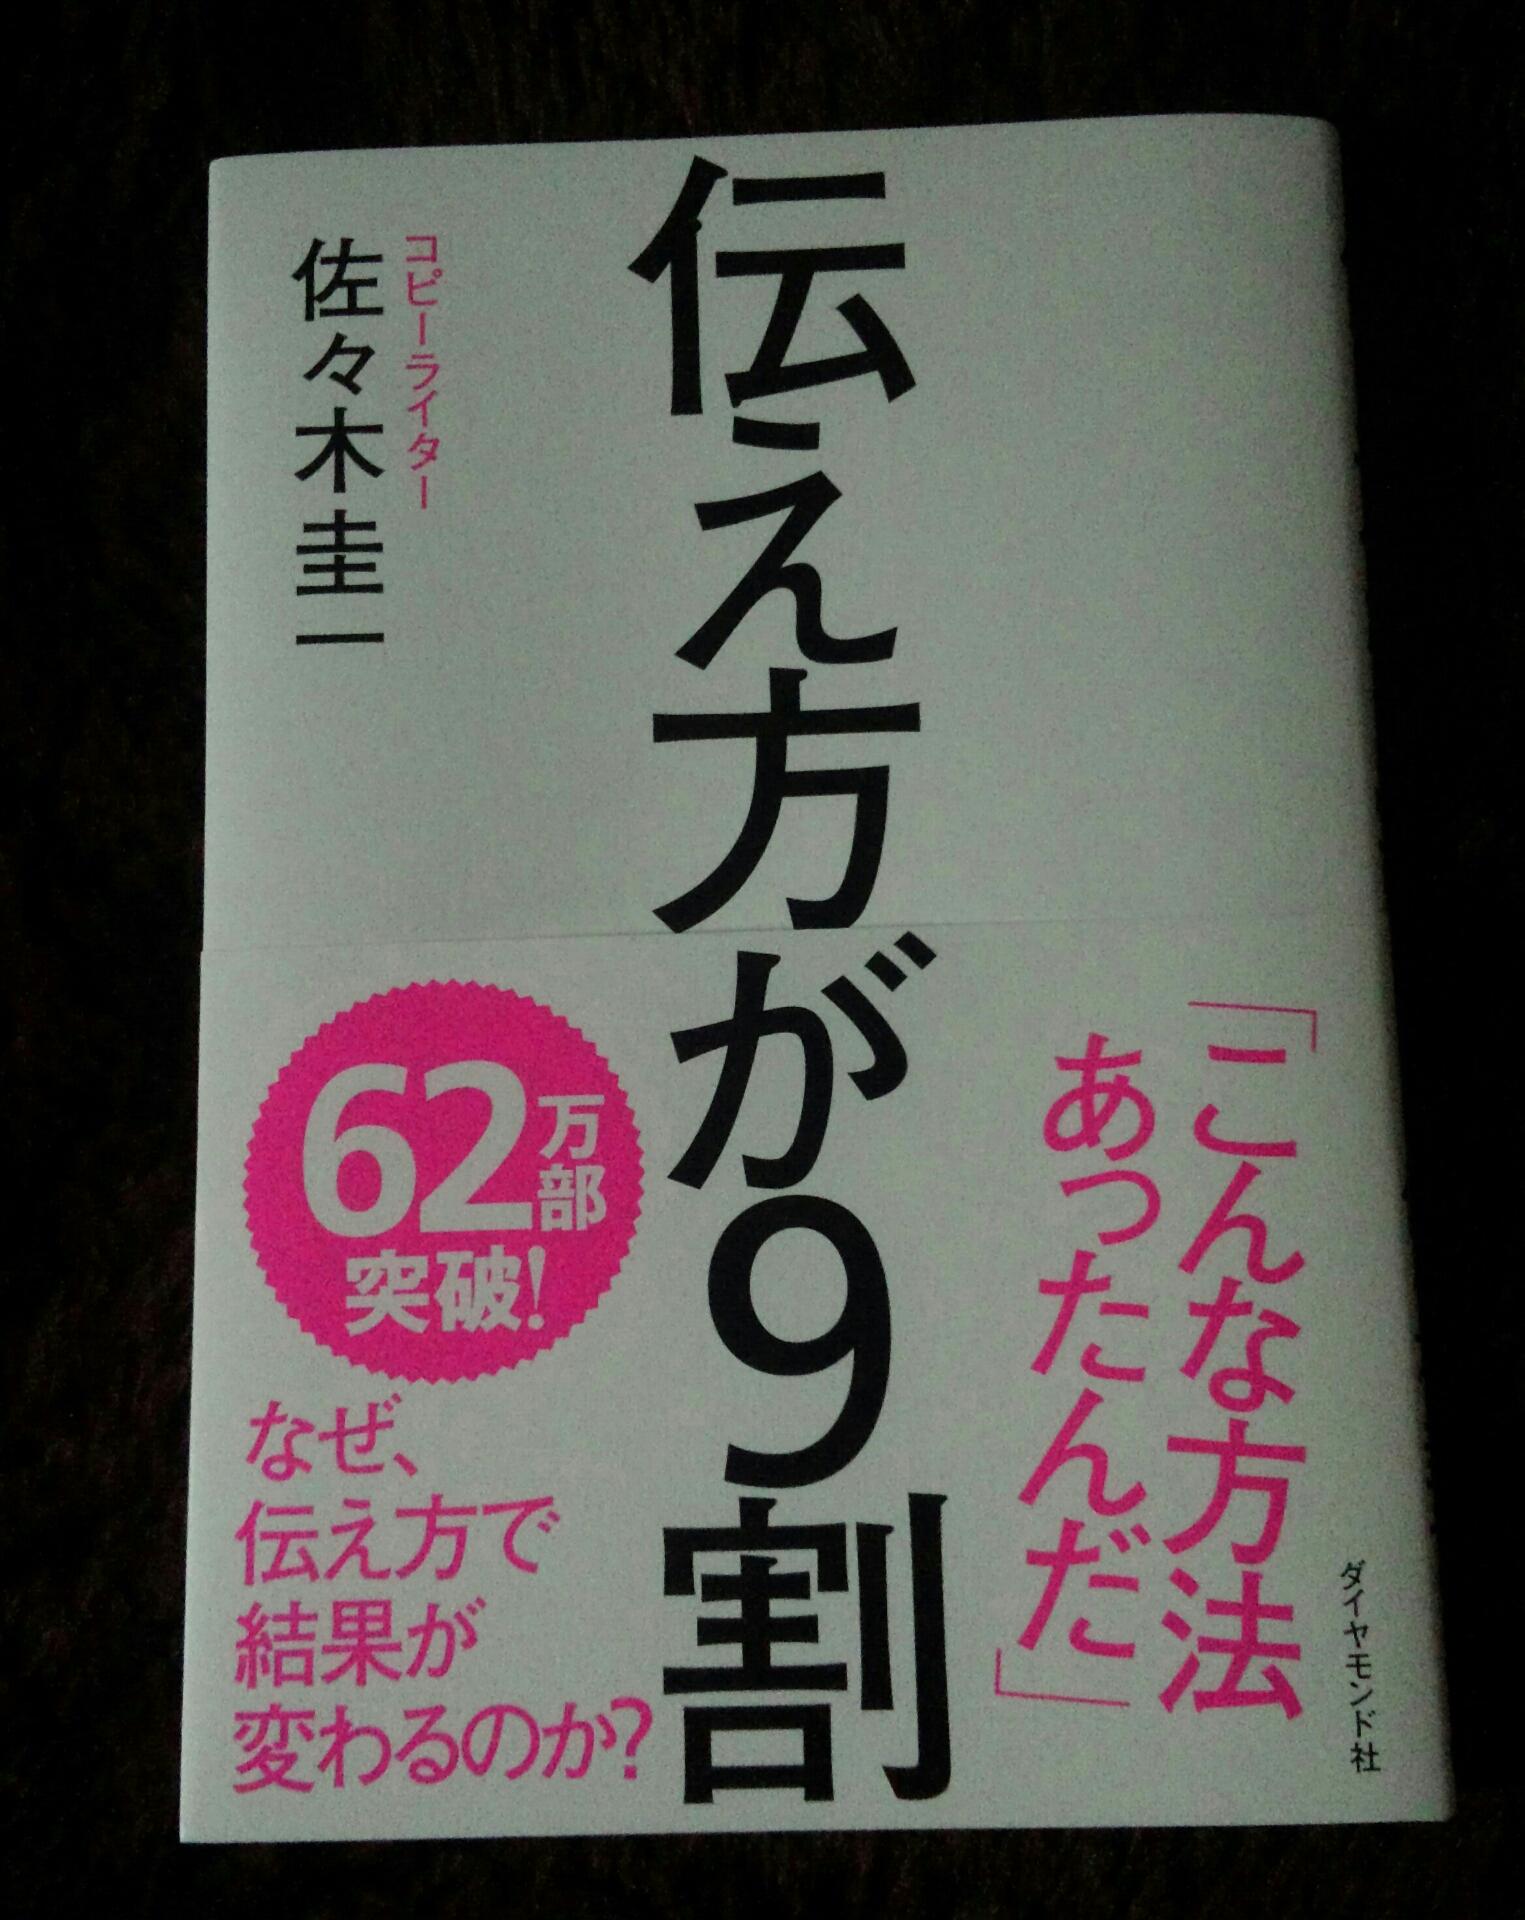 伝え方が9割
コピーライター
佐々木圭一
「こんな方法
あったんだ」
62万部
突破!
なぜ、
伝え方で
結果が
変わるのか?
ダイヤモンド社